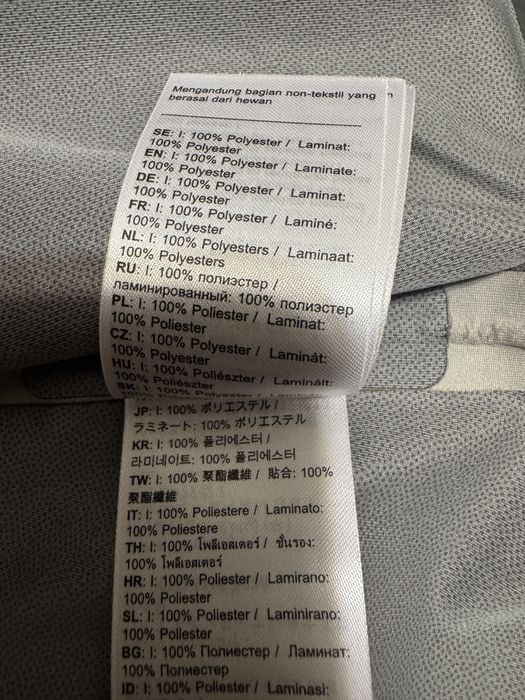 Mengandung bagian non-tekstil yang
berasal dari hewan
SE: I: 100% Polyester / Laminat:
100% Polyester
EN: I: 100% Polyester / Laminate:
100% Polyester
DE: I: 100% Polyester / Laminat:
100% Polyester
FR: I: 100% Polyester / Laminé:
100% Polyester
NL: I: 100% Polyesters / Laminaat:
100% Polyesters
RU: I: 100% полиэстер /
ламинированный: 100% полиэстер
PL: I: 100% Poliester / Laminat:
100% Poliester
CZ: I: 100% Polyester / Laminát:
100% Polyester
HU: I: 100% Poliészter / Laminált:
100% Poliészter
JP: I: 100% ポリエステル /
ラミネート: 100% ポリエステル
KR: I: 100% 폴리에스터 /
라미네이트: 100% 폴리에스터
TW: I: 100% 聚酯纖維 / 貼合: 100%
聚酯纖維
IT: I: 100% Poliestere / Laminato:
100% Poliestere
TH: I: 100% โพลีเอสเตอร์ / ชั้นรอง:
100% โพลีเอสเตอร์
HR: I: 100% Poliester / Lamirano:
100% Poliester
SL: I: 100% Poliester / Laminirano:
100% Poliester
BG: I: 100% Полиестер / Ламинат:
100% Полиестер
ID: I: 100% Poliester / Laminasi: